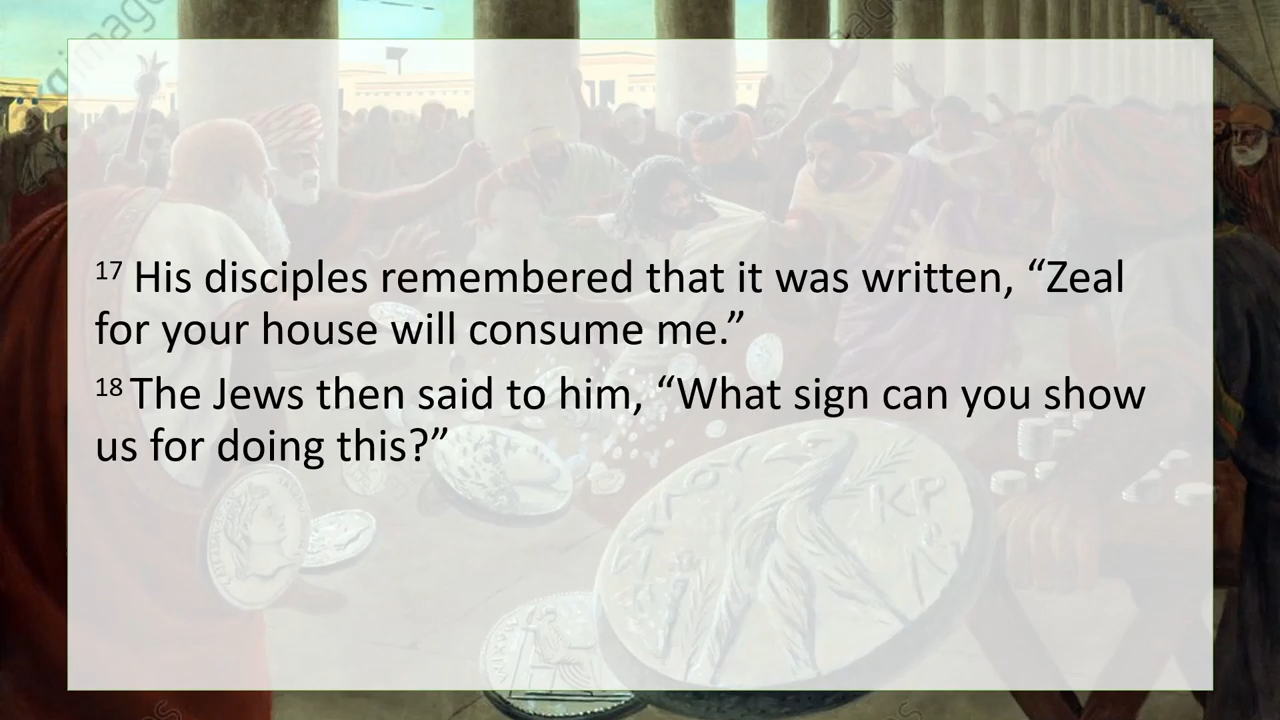 17 His disciples remembered that it was written, “Zeal
for your house will consume me.”
18 The Jews then said to him, “What sign can you show
us for doing this?”